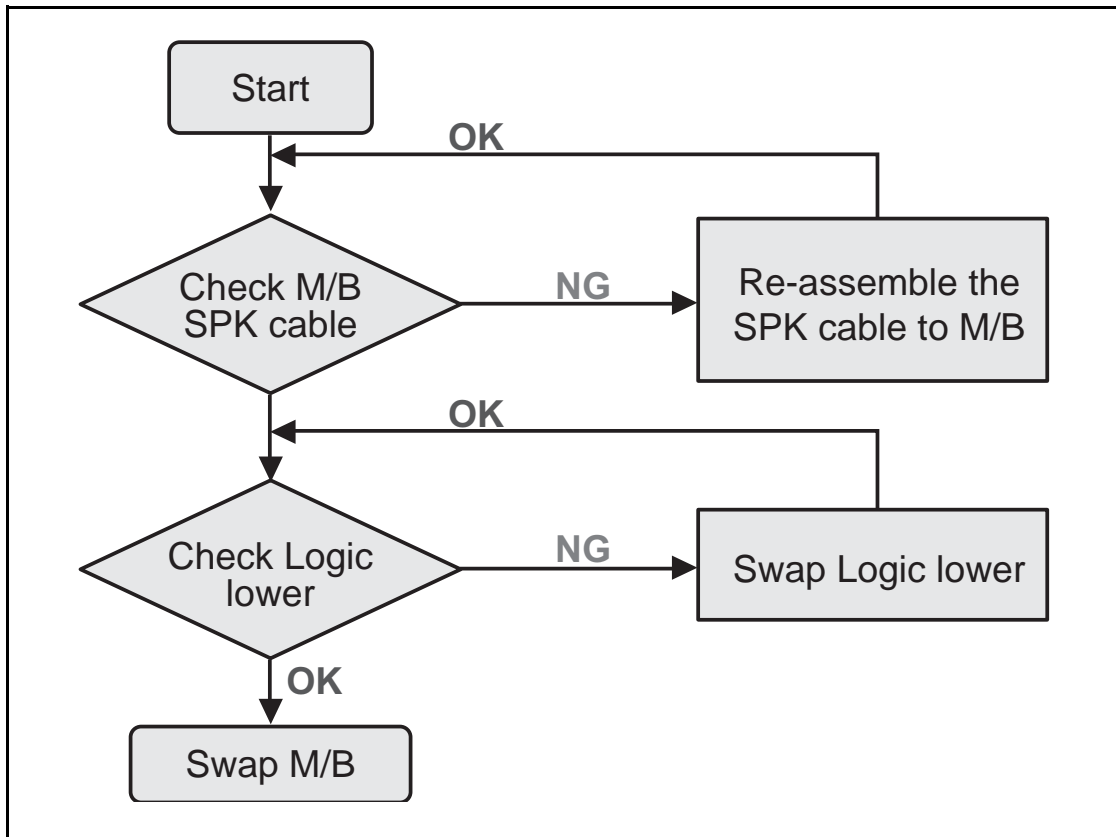 Start
OK
Check M/B
SPK cable
NG
Re-assemble the
SPK cable to M/B
OK
Check Logic
lower
NG
Swap Logic lower
OK
Swap M/B